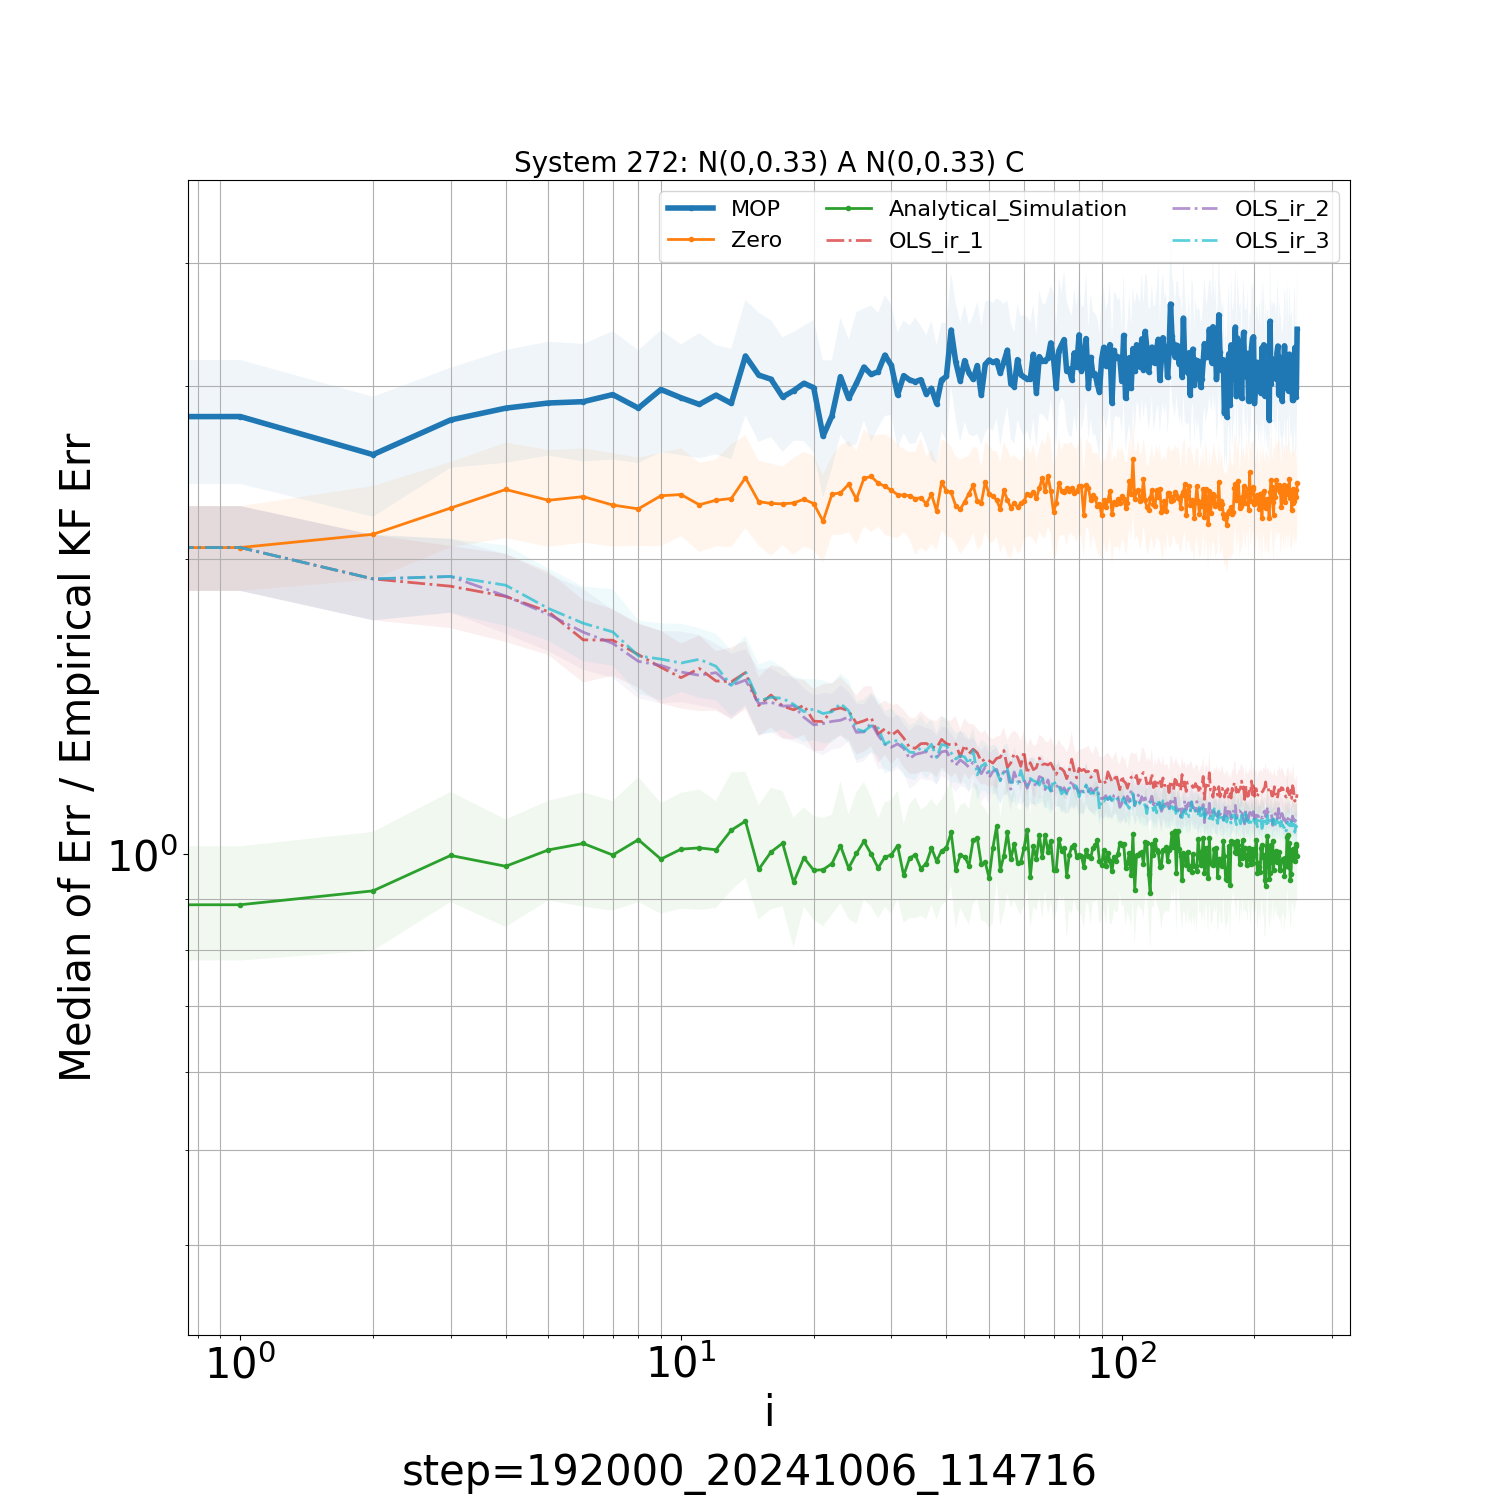 System 272: N(0,0.33) A N(0,0.33) C
MOP
Zero
Analytical_Simulation
OLS_ir_1
OLS_ir_2
OLS_ir_3
Median of Err / Empirical KF Err
10⁰
10⁰ 10¹ 10²
i
step=192000_20241006_114716